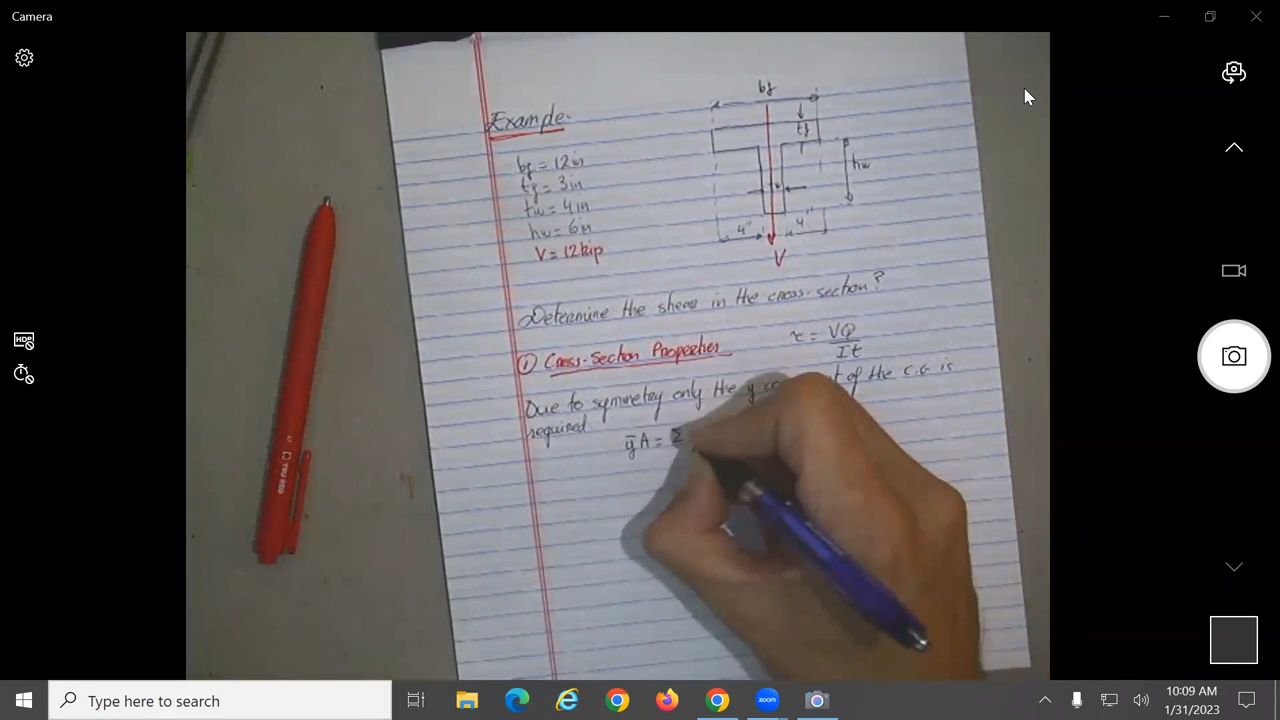 Camera
bf
Example:
tf
bf = 12 in
tf = 3 in
hw
tw = 4 in
hw = 6 in
4" 4"
V = 12 kip
V
Determine the shear in the cross-section?
① Cross-Section Properties
τ = VQ / It
Due to symmetry only the y of the C.G is
required
ȳA = Σ
Type here to search
zoom
10:09 AM
1/31/2023